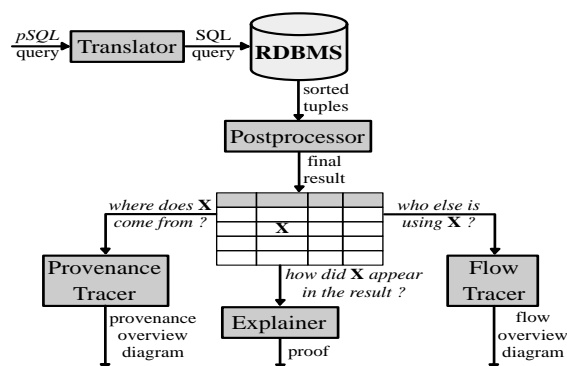 pSQL
query
Translator
SQL
query
RDBMS
sorted
tuples
Postprocessor
final
result
where does X
come from ?
X
who else is
using X ?
how did X appear
in the result ?
Provenance
Tracer
Explainer
Flow
Tracer
provenance
overview
diagram
proof
flow
overview
diagram